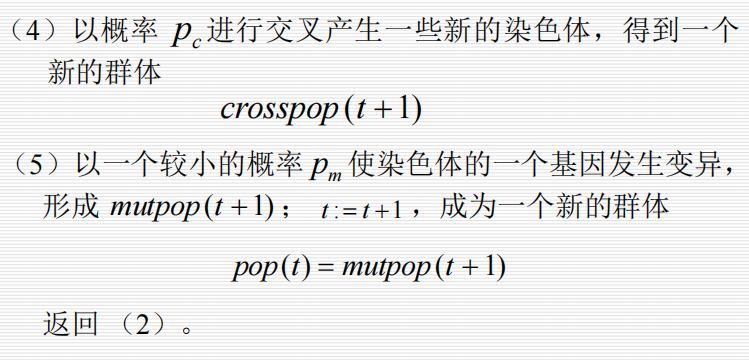 （4）以概率 p_c 进行交叉产生一些新的染色体，得到一个
新的群体
crosspop(t+1)
（5）以一个较小的概率 p_m 使染色体的一个基因发生变异，
形成 mutpop(t+1)； t:=t+1 ，成为一个新的群体
pop(t) = mutpop(t+1)
返回 （2）。